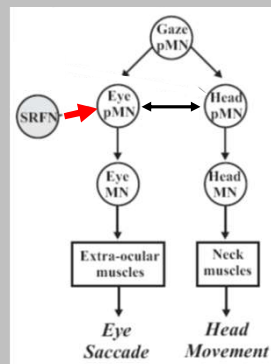 Gaze
pMN
Eye
pMN
Head
pMN
SRFN
Eye
MN
Head
MN
Extra-ocular
muscles
Neck
muscles
Eye
Saccade
Head
Movement